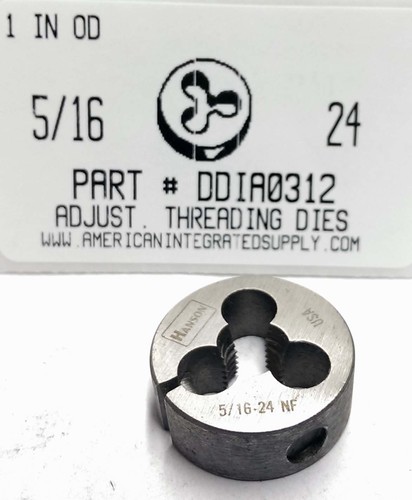 1 IN OD
5/16 24
PART # DDIA0312
ADJUST. THREADING DIES
WWW.AMERICANINTEGRATEDSUPPLY.COM
HANSON
USA
5/16-24 NF